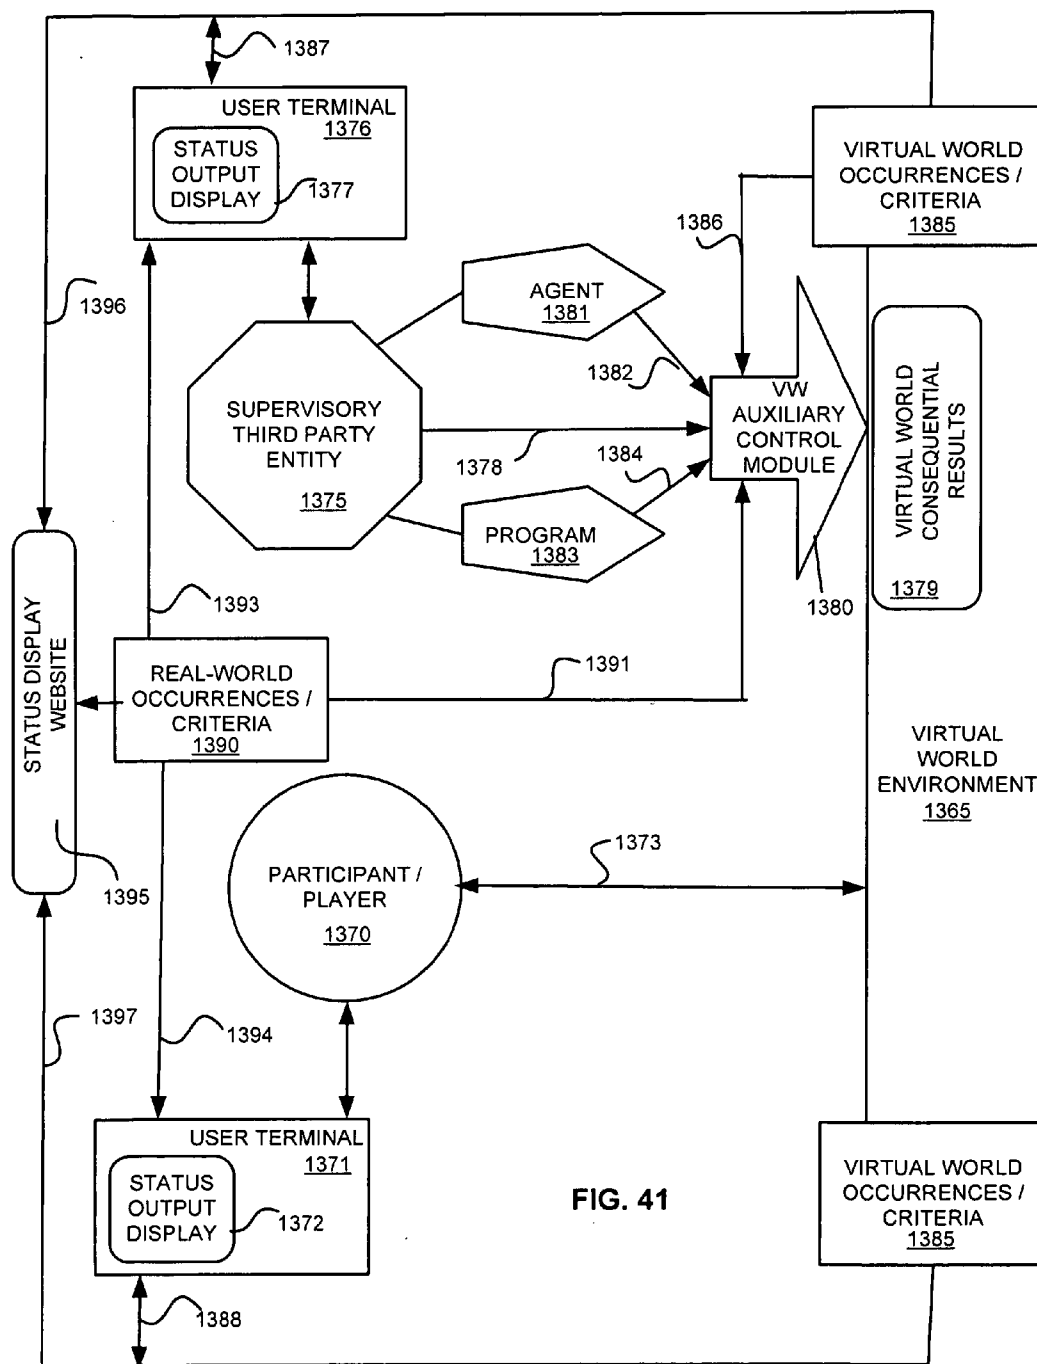 1387
USER TERMINAL
1376
STATUS
OUTPUT
DISPLAY
1377
VIRTUAL WORLD
OCCURRENCES /
CRITERIA
1385
1386
1396
AGENT
1381
1382
SUPERVISORY
THIRD PARTY
ENTITY
1375
1378
VW
AUXILIARY
CONTROL
MODULE
1384
PROGRAM
1383
1380
VIRTUAL WORLD
CONSEQUENTIAL
RESULTS
1379
1393
STATUS DISPLAY
WEBSITE
1395
REAL-WORLD
OCCURRENCES /
CRITERIA
1390
1391
VIRTUAL
WORLD
ENVIRONMENT
1365
1373
PARTICIPANT /
PLAYER
1370
1397
1394
USER TERMINAL
1371
STATUS
OUTPUT
DISPLAY
1372
FIG. 41
VIRTUAL WORLD
OCCURRENCES /
CRITERIA
1385
1388